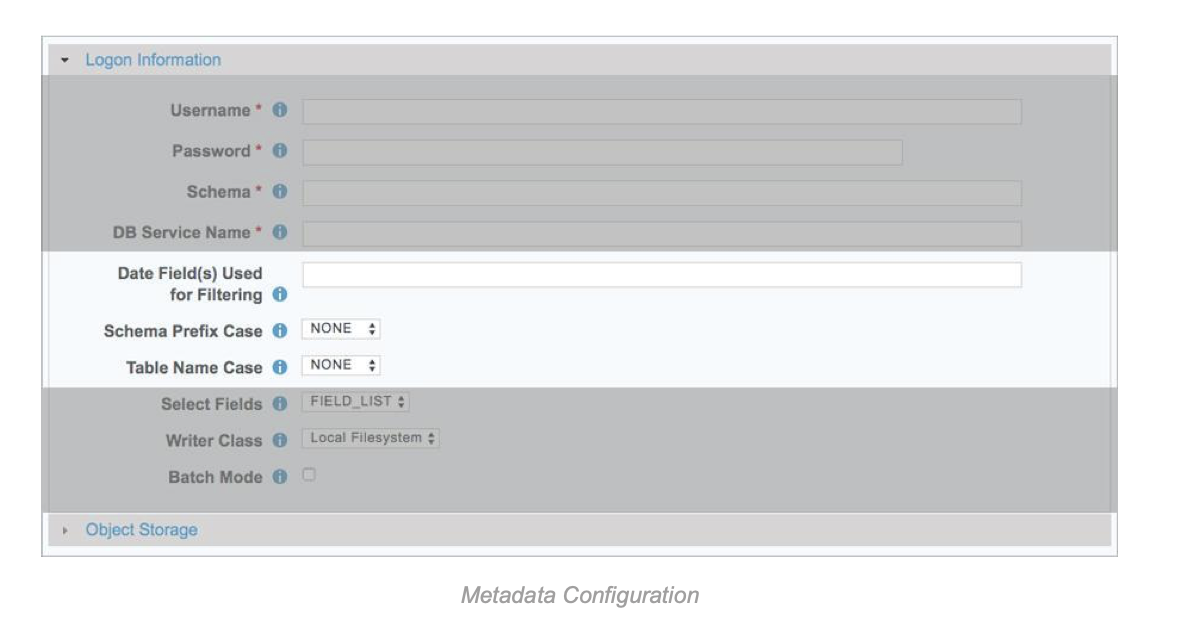 Logon Information
Username *
Password *
Schema *
DB Service Name *
Date Field(s) Used
for Filtering
Schema Prefix Case NONE
Table Name Case NONE
Select Fields FIELD_LIST
Writer Class Local Filesystem
Batch Mode
Object Storage
Metadata Configuration